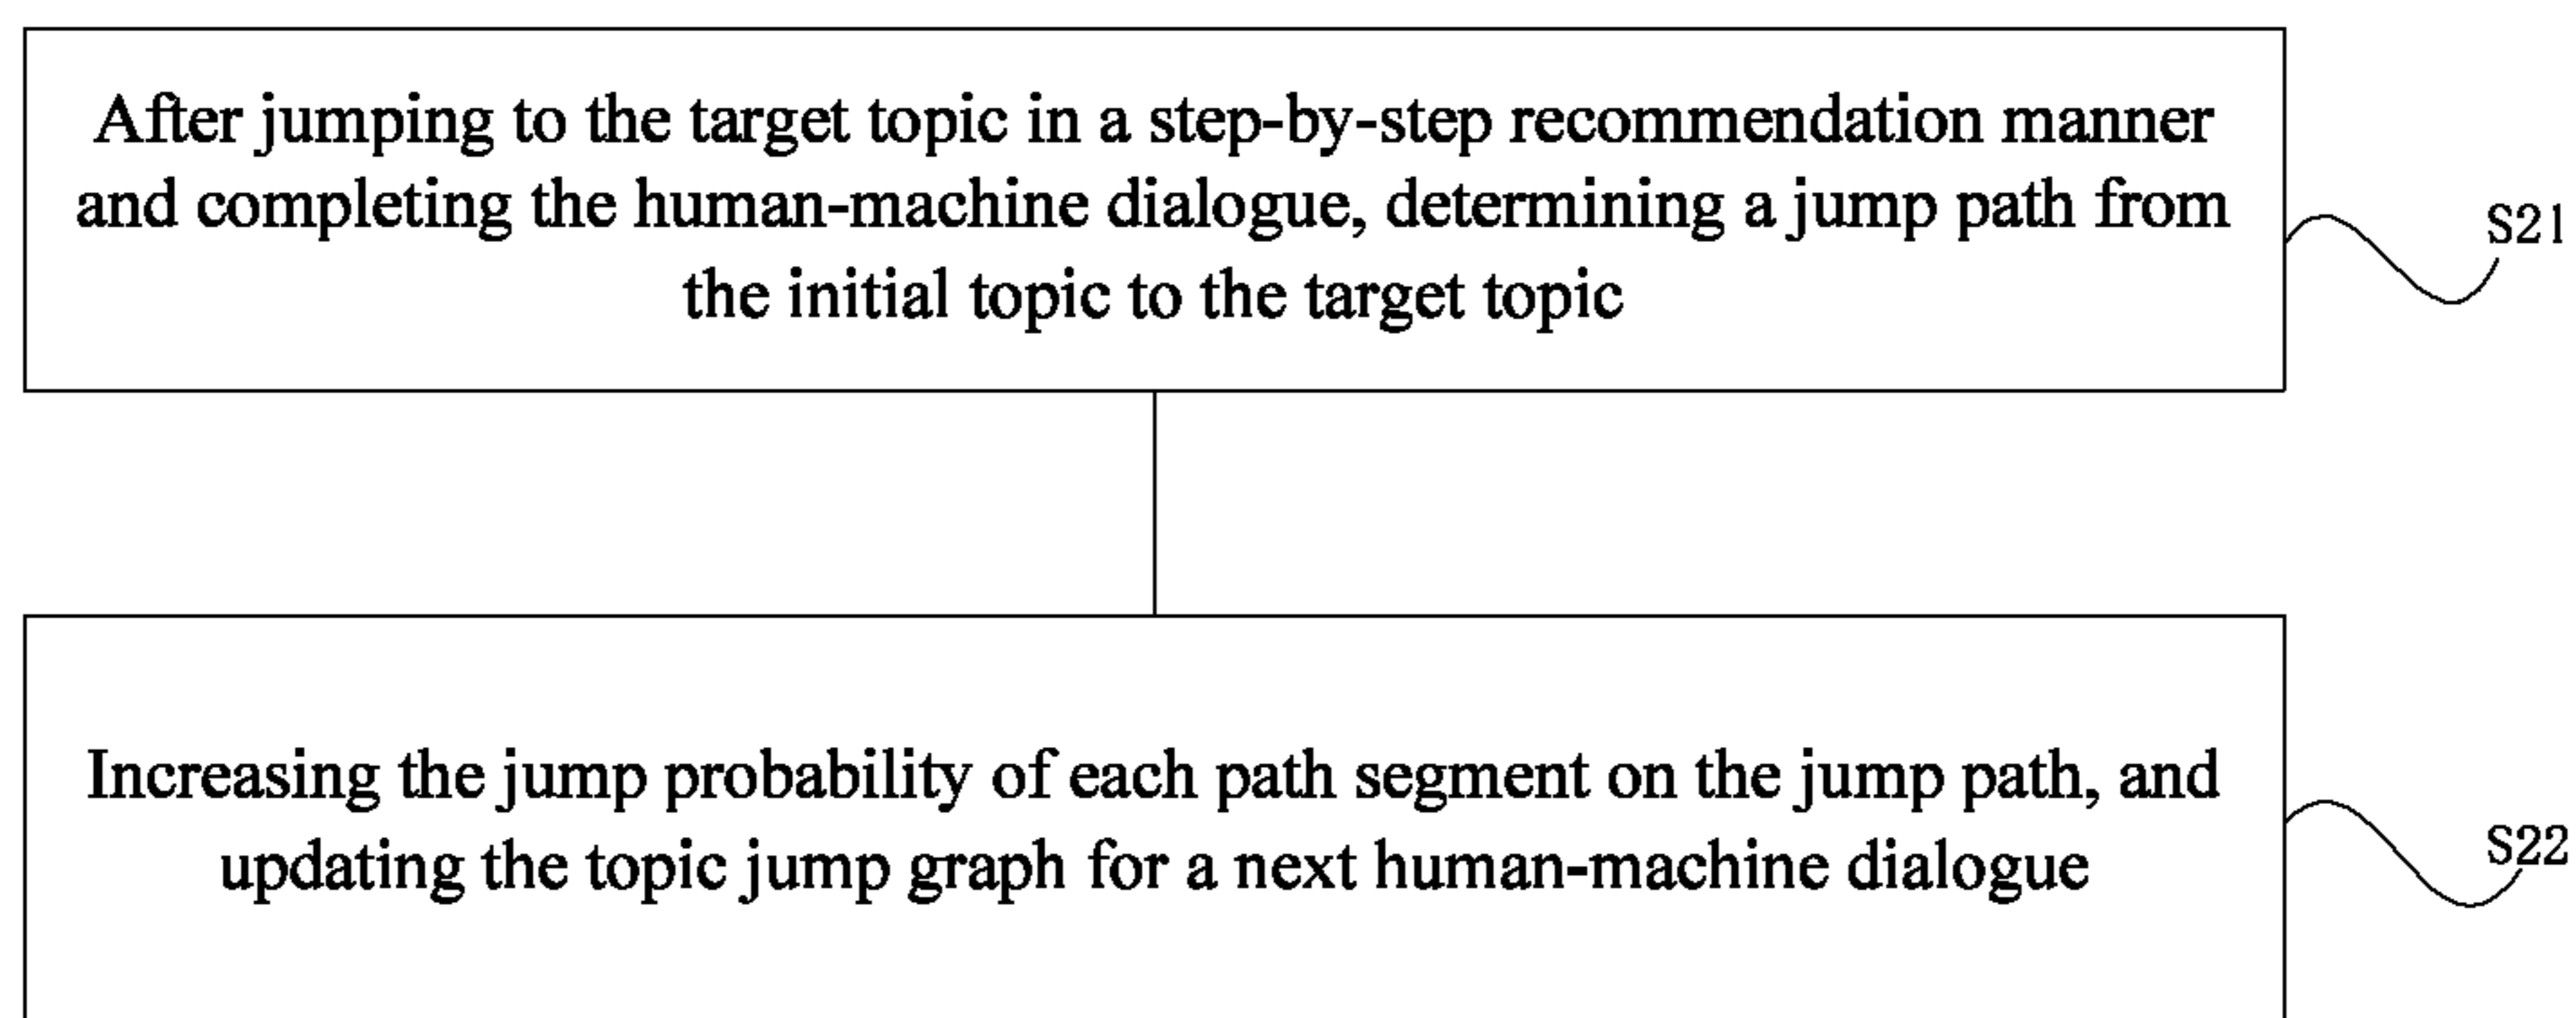 After jumping to the target topic in a step-by-step recommendation manner
and completing the human-machine dialogue, determining a jump path from
the initial topic to the target topic
S21
Increasing the jump probability of each path segment on the jump path, and
updating the topic jump graph for a next human-machine dialogue
S22